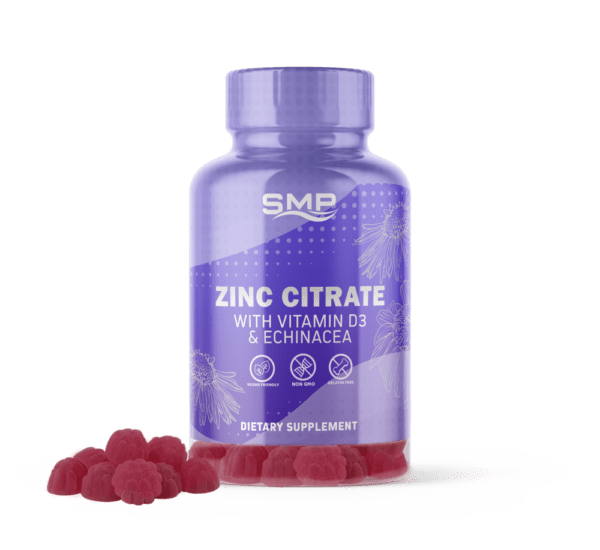 SMP
ZINC CITRATE
WITH VITAMIN D3
& ECHINACEA
VEGAN FRIENDLY
NON GMO
GELATIN FREE
DIETARY SUPPLEMENT